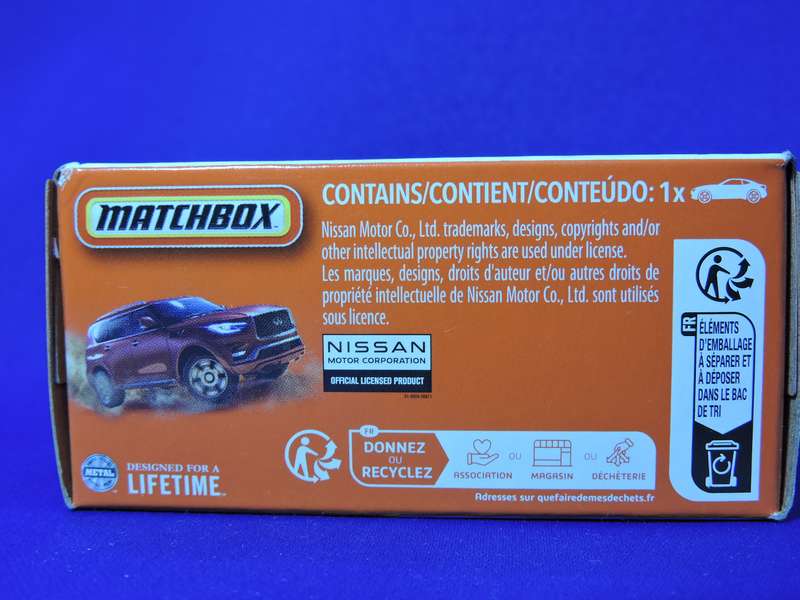 MATCHBOX
CONTAINS/CONTIENT/CONTEÚDO: 1x
Nissan Motor Co., Ltd. trademarks, designs, copyrights and/or
other intellectual property rights are used under license.
Les marques, designs, droits d'auteur et/ou autres droits de
propriété intellectuelle de Nissan Motor Co., Ltd. sont utilisés
sous licence.
NISSAN
MOTOR CORPORATION
OFFICIAL LICENSED PRODUCT
FR
ÉLÉMENTS
D'EMBALLAGE
À SÉPARER ET
À DÉPOSER
DANS LE BAC
DE TRI
METAL
DESIGNED FOR A
LIFETIME
FR
DONNEZ
OU
RECYCLEZ
ASSOCIATION
OU
MAGASIN
OU
DÉCHÈTERIE
Adresses sur quefairedemesdechets.fr